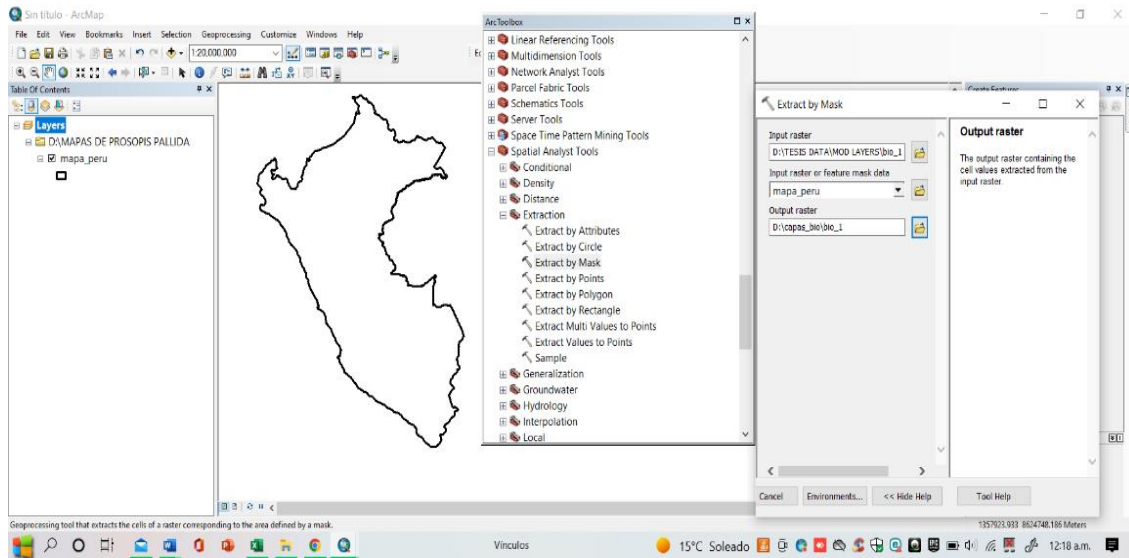 Sin título - ArcMap
File Edit View Bookmarks Insert Selection Geoprocessing Customize Windows Help
1:20,000,000
Table Of Contents
Layers
D:\MAPAS DE PROSOPIS PALLIDA
mapa_peru
ArcToolbox
Linear Referencing Tools
Multidimension Tools
Network Analyst Tools
Parcel Fabric Tools
Schematics Tools
Server Tools
Space Time Pattern Mining Tools
Spatial Analyst Tools
Conditional
Density
Distance
Extraction
Extract by Attributes
Extract by Circle
Extract by Mask
Extract by Points
Extract by Polygon
Extract by Rectangle
Extract Multi Values to Points
Extract Values to Points
Sample
Generalization
Groundwater
Hydrology
Interpolation
Local
Create Features
Extract by Mask
Input raster
D:\TESIS DATA\MOD LAYERS\bio_1
Input raster or feature mask data
mapa_peru
Output raster
D:\capas_bio\bio_1
Output raster
The output raster containing the
cell values extracted from the
input raster.
Cancel
Environments...
<< Hide Help
Tool Help
Geoprocessing tool that extracts the cells of a raster corresponding to the area defined by a mask.
1357923.933 8624748.186 Meters
Vínculos
15°C Soleado
12:18 a.m.